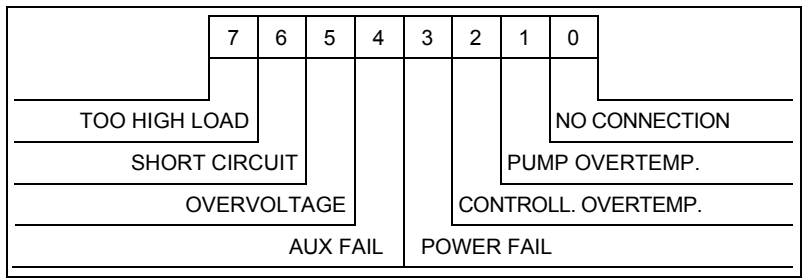 7 6 5 4 3 2 1 0
TOO HIGH LOAD NO CONNECTION
SHORT CIRCUIT PUMP OVERTEMP.
OVERVOLTAGE CONTROLL. OVERTEMP.
AUX FAIL POWER FAIL